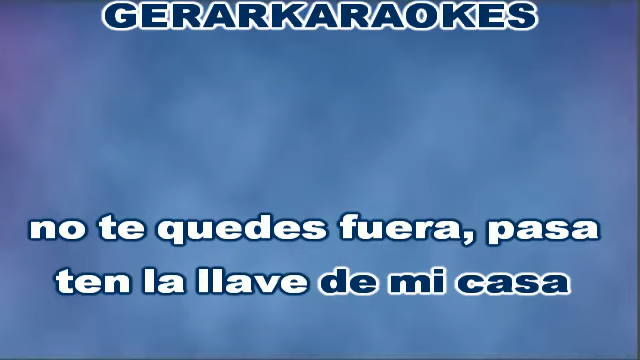 GERARKARAOKES
no te quedes fuera, pasa
ten la llave de mi casa